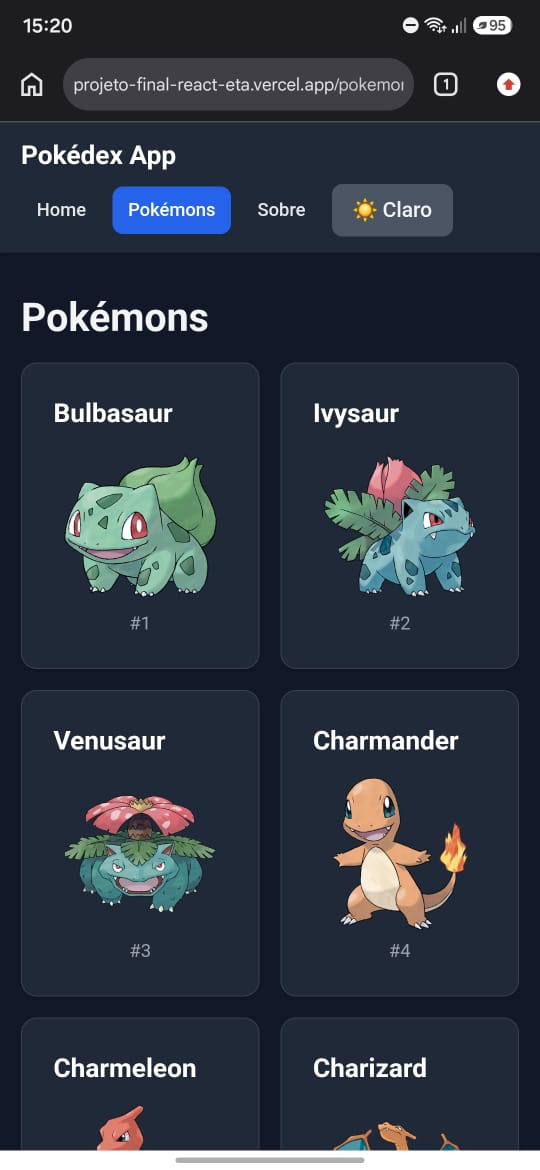 15:20
95
projeto-final-react-eta.vercel.app/pokemon
1
Pokédex App
Home Pokémons Sobre Claro
Pokémons
Bulbasaur Ivysaur
#1 #2
Venusaur Charmander
#3 #4
Charmeleon Charizard